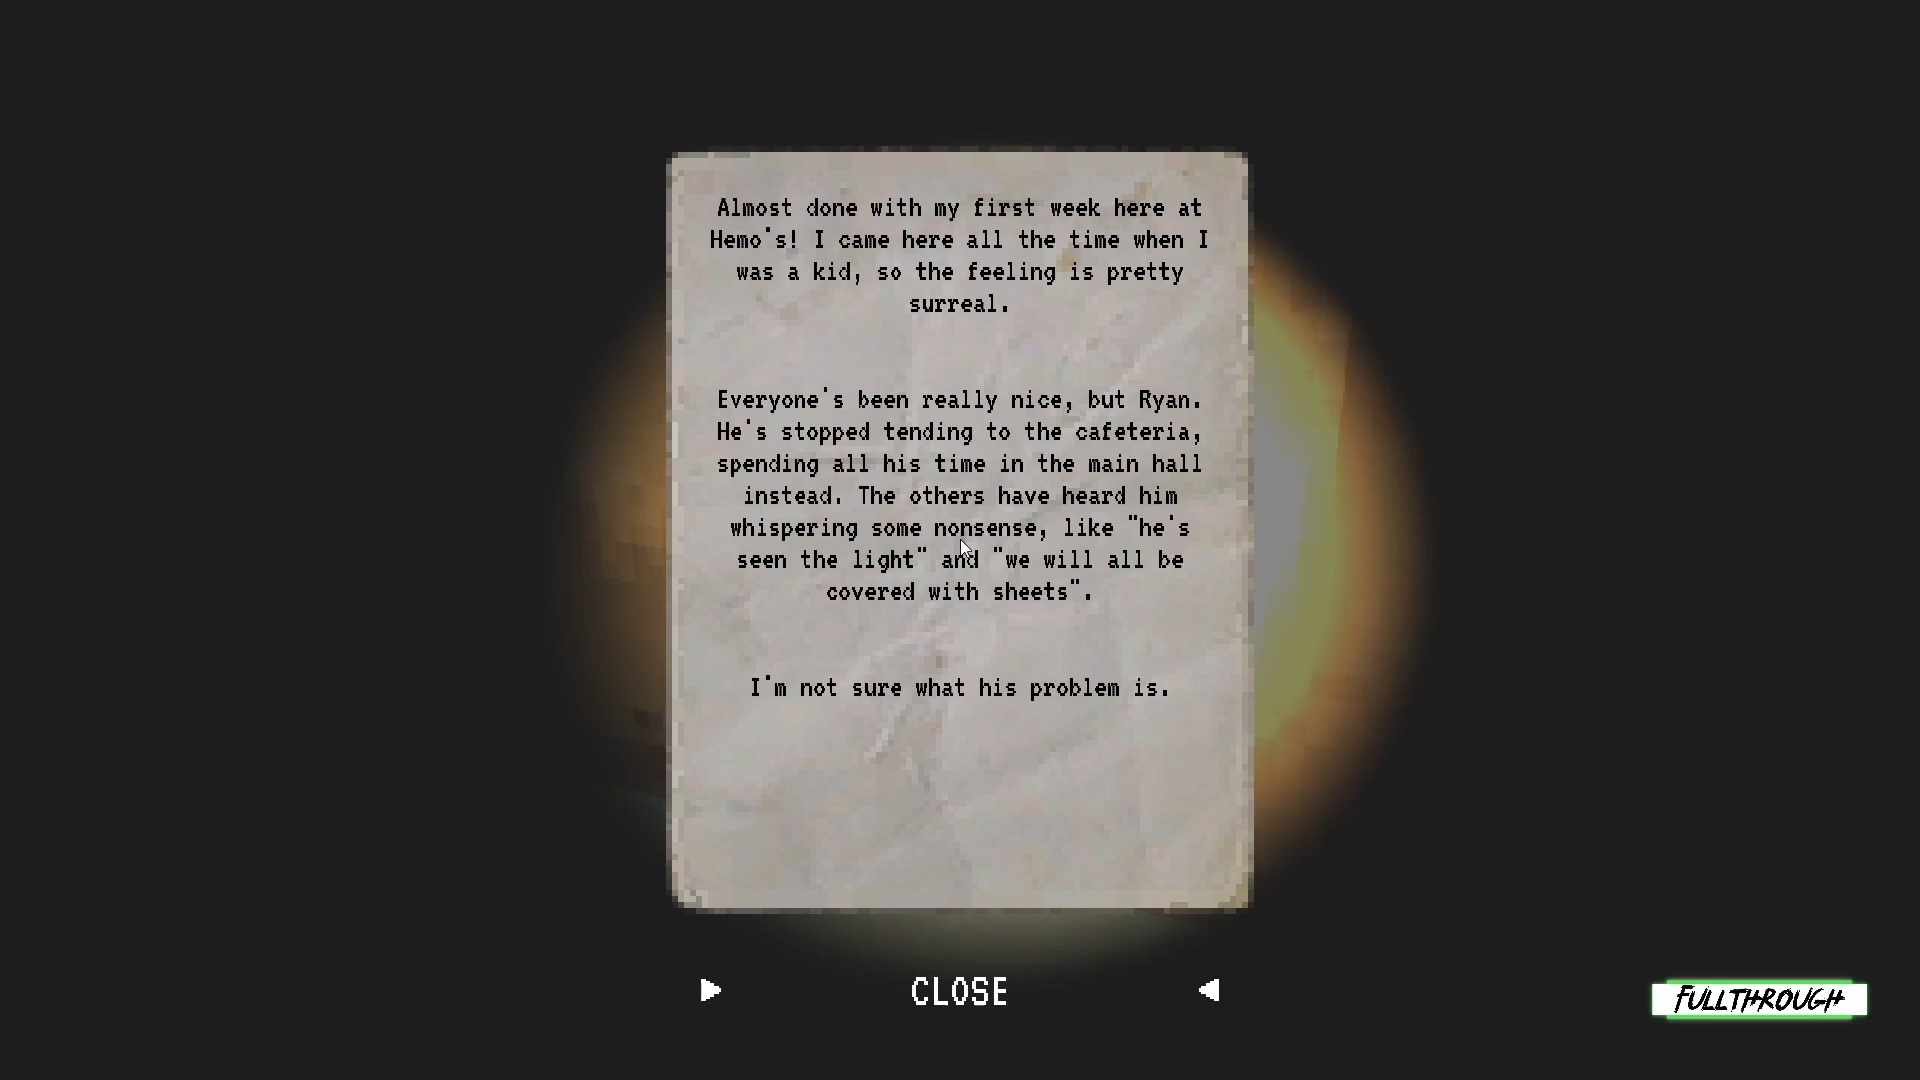 Almost done with my first week here at
Hemo's! I came here all the time when I
was a kid, so the feeling is pretty
surreal.
Everyone's been really nice, but Ryan.
He's stopped tending to the cafeteria,
spending all his time in the main hall
instead. The others have heard him
whispering some nonsense, like "he's
seen the light" and "we will all be
covered with sheets".
I'm not sure what his problem is.
CLOSE
FULLTHROUGH